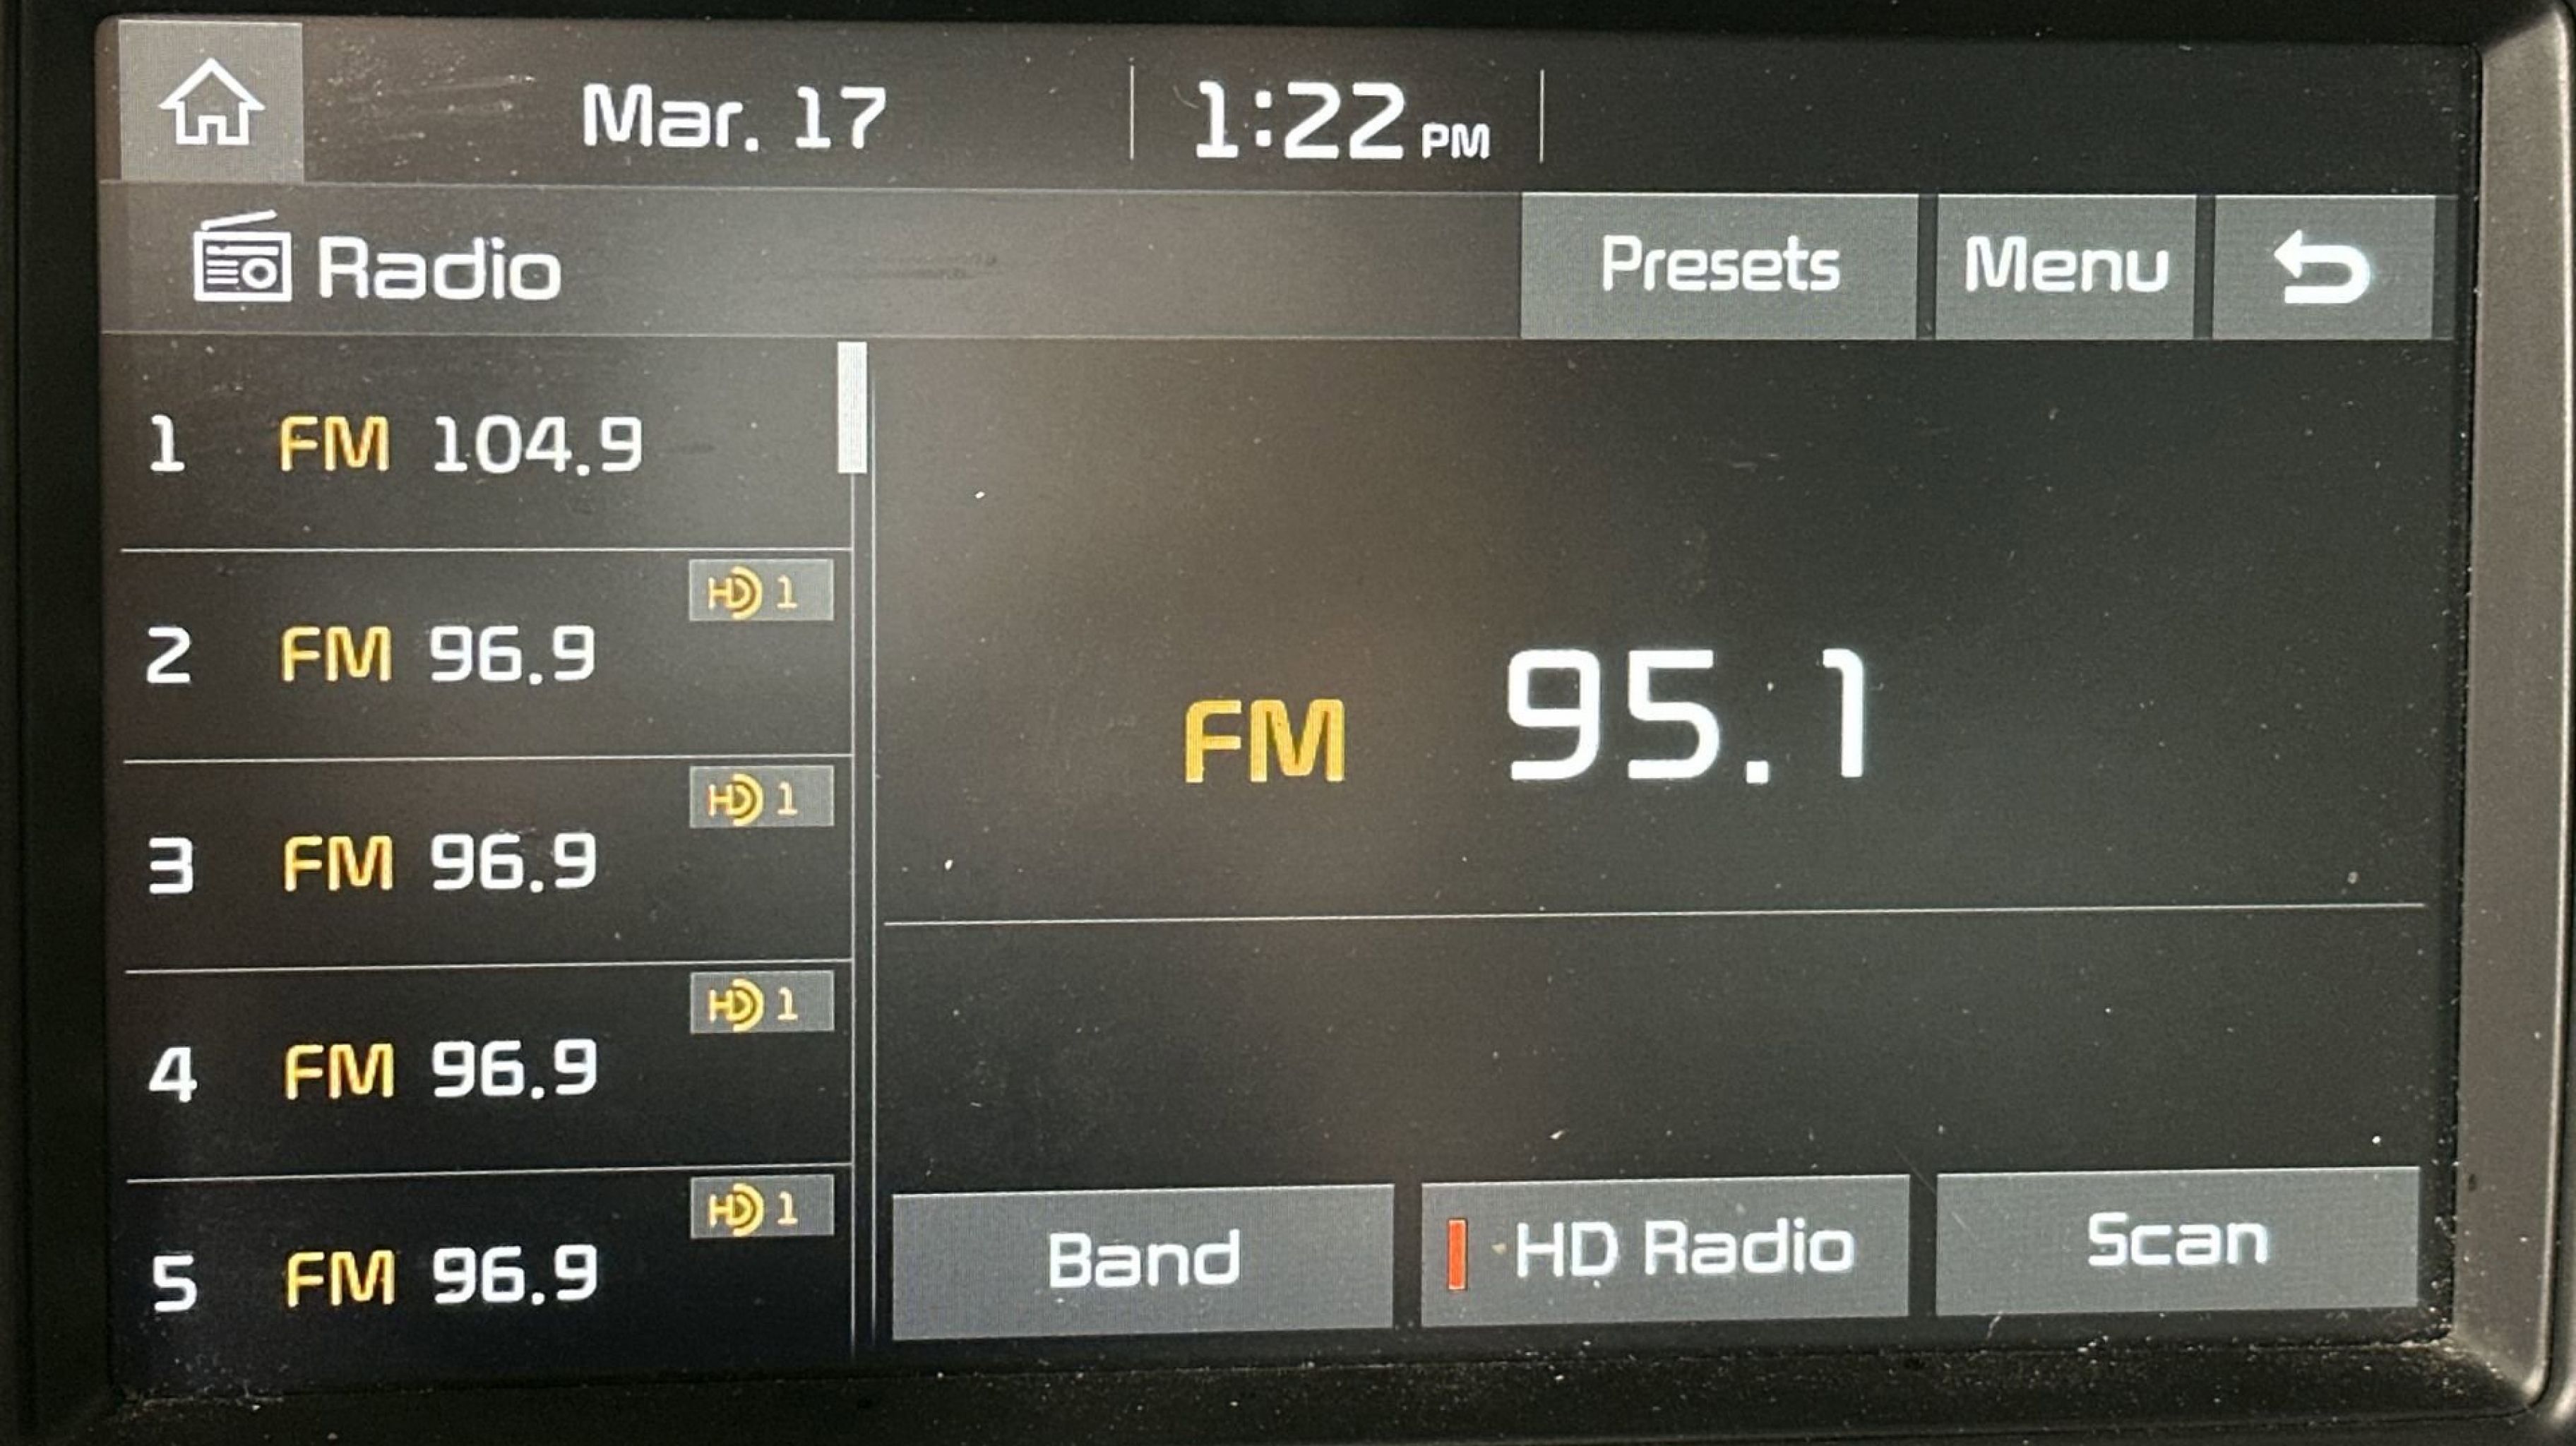 Mar. 17
1:22 PM
Radio
Presets
Menu
1 FM 104.9
HD 1
2 FM 96.9
HD 1
3 FM 96.9
HD 1
4 FM 96.9
HD 1
5 FM 96.9
FM 95.1
Band
HD Radio
Scan